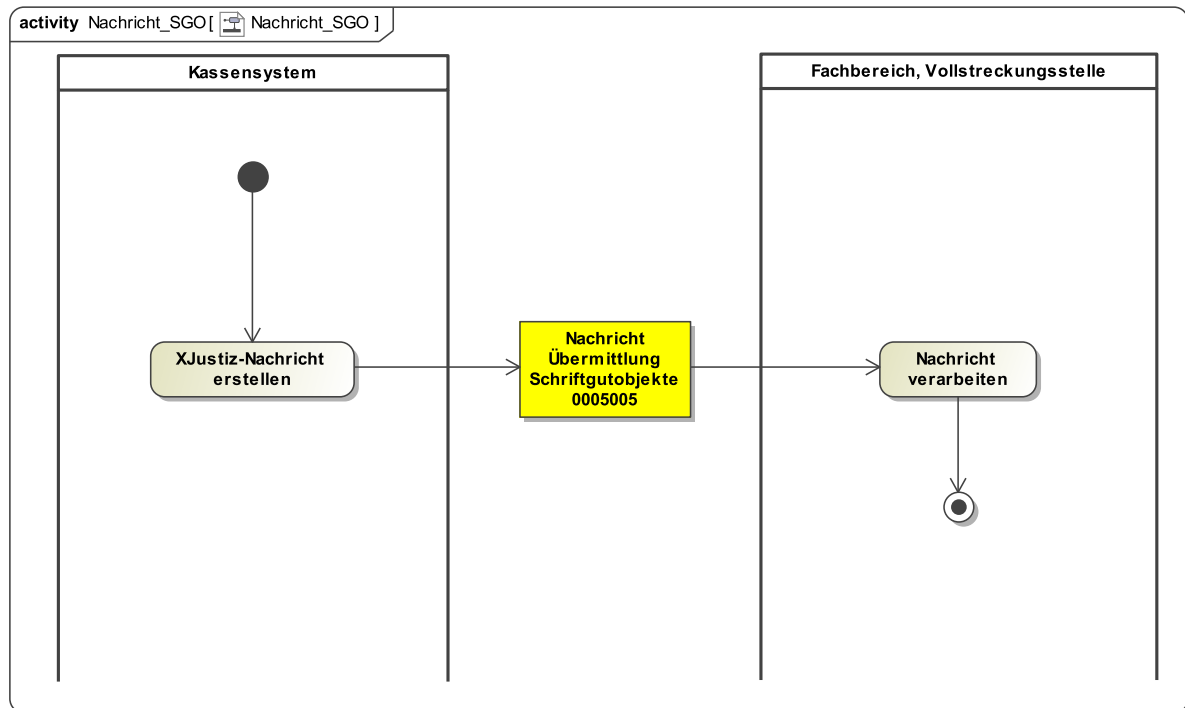 activity Nachricht_SGO [ Nachricht_SGO ]
Kassensystem
Fachbereich, Vollstreckungsstelle
XJustiz-Nachricht
erstellen
Nachricht
Übermittlung
Schriftgutobjekte
0005005
Nachricht
verarbeiten